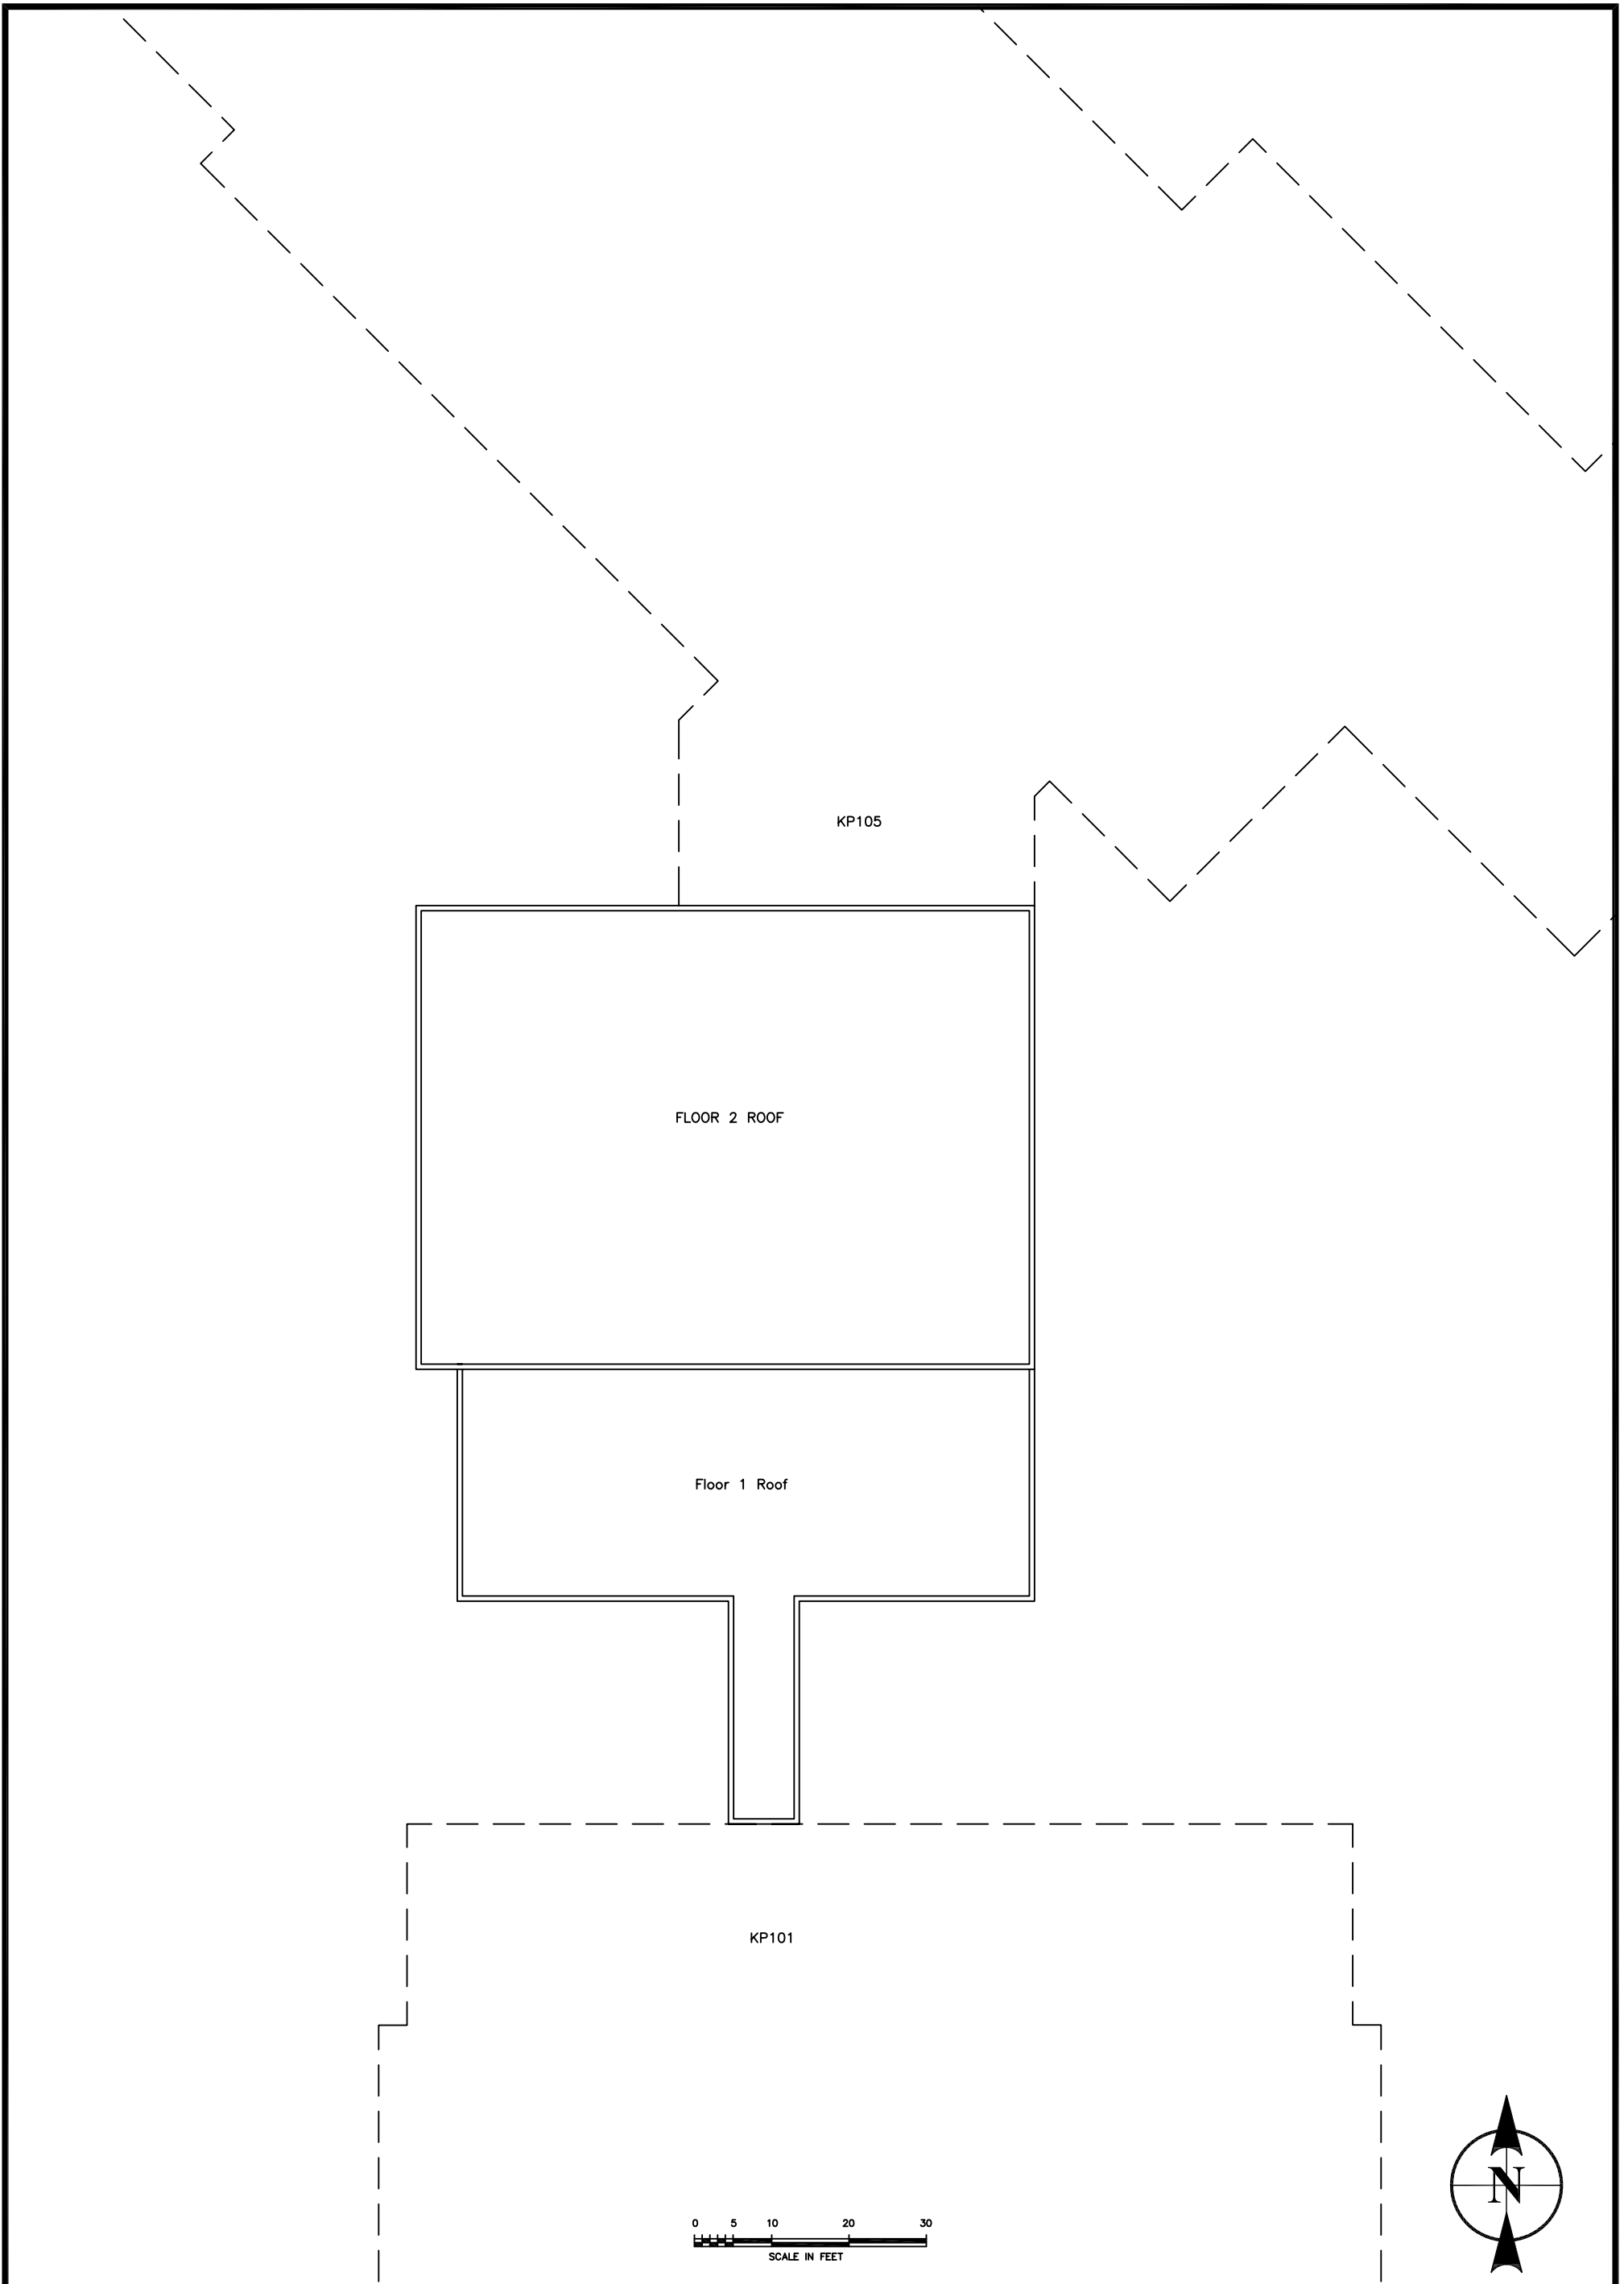 KP105
FLOOR 2 ROOF
Floor 1 Roof
KP101
N
0 5 10 20 30
SCALE IN FEET